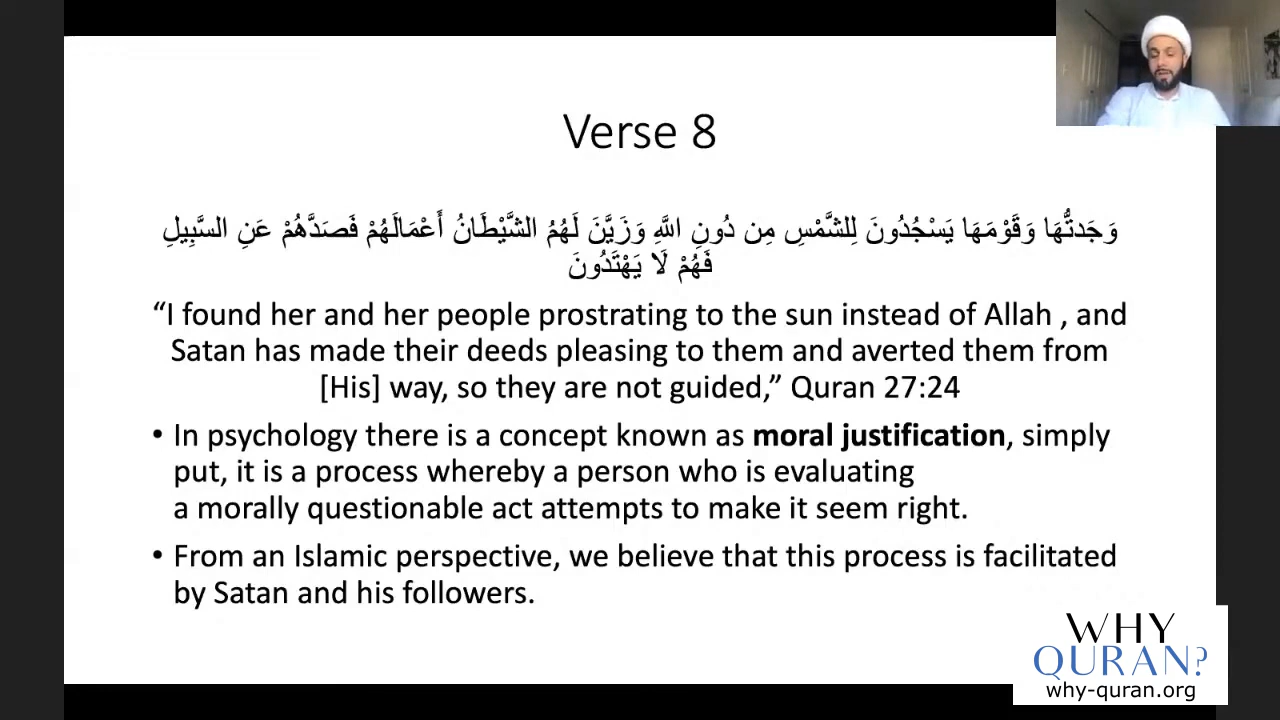 Verse 8
وَجَدتُّهَا وَقَوْمَهَا يَسْجُدُونَ لِلشَّمْسِ مِن دُونِ اللَّهِ وَزَيَّنَ لَهُمُ الشَّيْطَانُ أَعْمَالَهُمْ فَصَدَّهُمْ عَنِ السَّبِيلِ
فَهُمْ لَا يَهْتَدُونَ
“I found her and her people prostrating to the sun instead of Allah , and
Satan has made their deeds pleasing to them and averted them from
[His] way, so they are not guided,” Quran 27:24
• In psychology there is a concept known as moral justification, simply
put, it is a process whereby a person who is evaluating
a morally questionable act attempts to make it seem right.
• From an Islamic perspective, we believe that this process is facilitated
by Satan and his followers.
WHY
QURAN?
why-quran.org